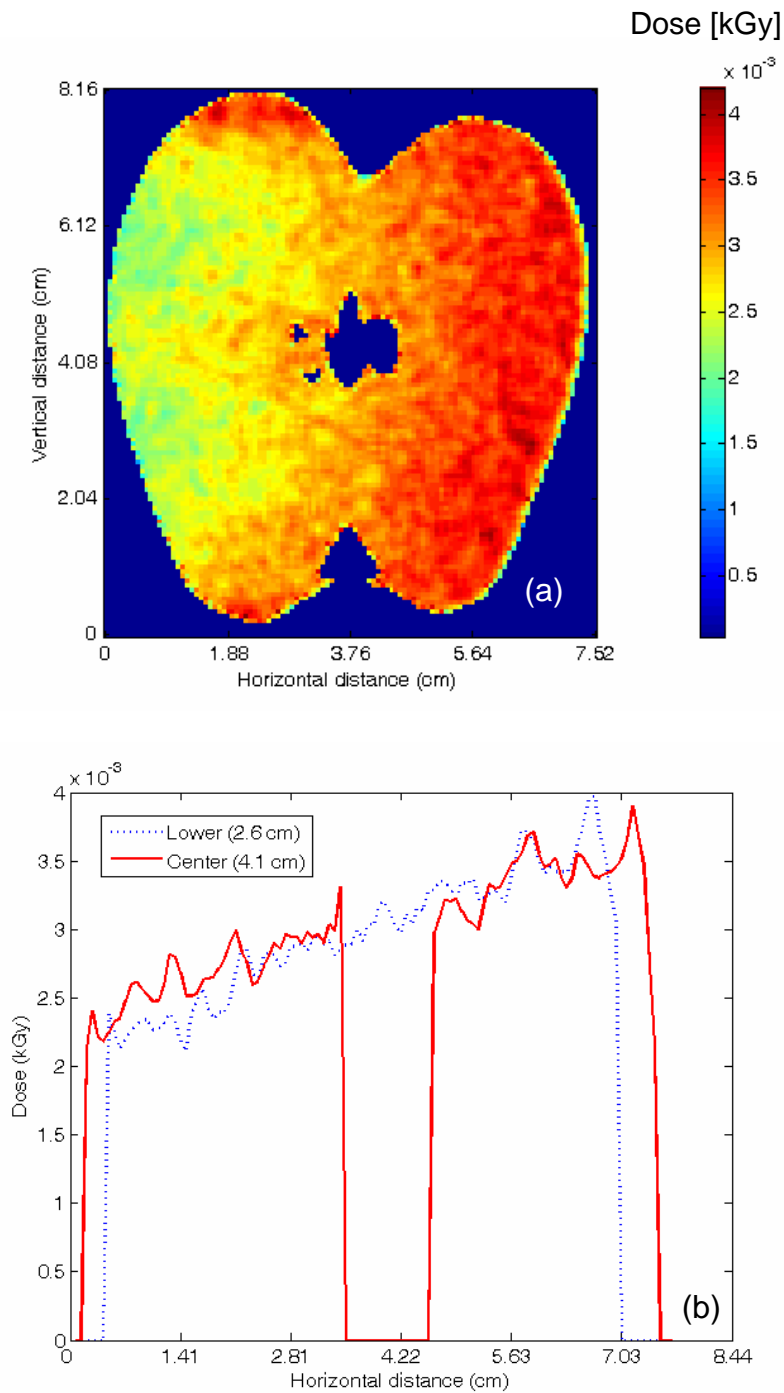 Dose [kGy]
x 10^-3
8.16
6.12
4.08
2.04
0
Vertical distance (cm)
4
3.5
3
2.5
2
1.5
1
0.5
(a)
0 1.88 3.76 5.64 7.52
Horizontal distance (cm)
x 10^-3
4
3.5
3
2.5
2
1.5
1
0.5
0
Dose (kGy)
Lower (2.6 cm)
Center (4.1 cm)
(b)
0 1.41 2.81 4.22 5.63 7.03 8.44
Horizontal distance (cm)